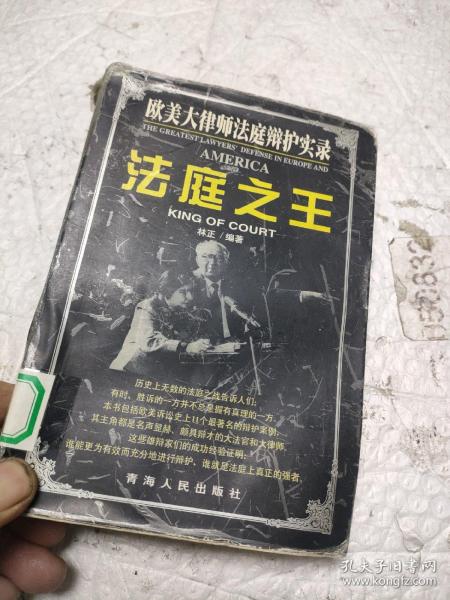 欧美大律师法庭辩护实录
THE GREATEST LAWYERS' DEFENSE IN EUROPE AND
AMERICA
法庭之王
KING OF COURT
林正/编著
历史上无数的法庭之战告诉人们:
有时,胜诉的一方并不总是握有真理的一方。
本书包括欧美诉讼史上11个最著名的辩护案例,
其主角都是名声显赫、颇具辩才的大法官和大律师,
这些雄辩家们的成功经验证明:
谁能更为有效而充分地进行辩护,谁就是法庭上真正的强者。
青海人民出版社
孔夫子旧书网
kongfz.com